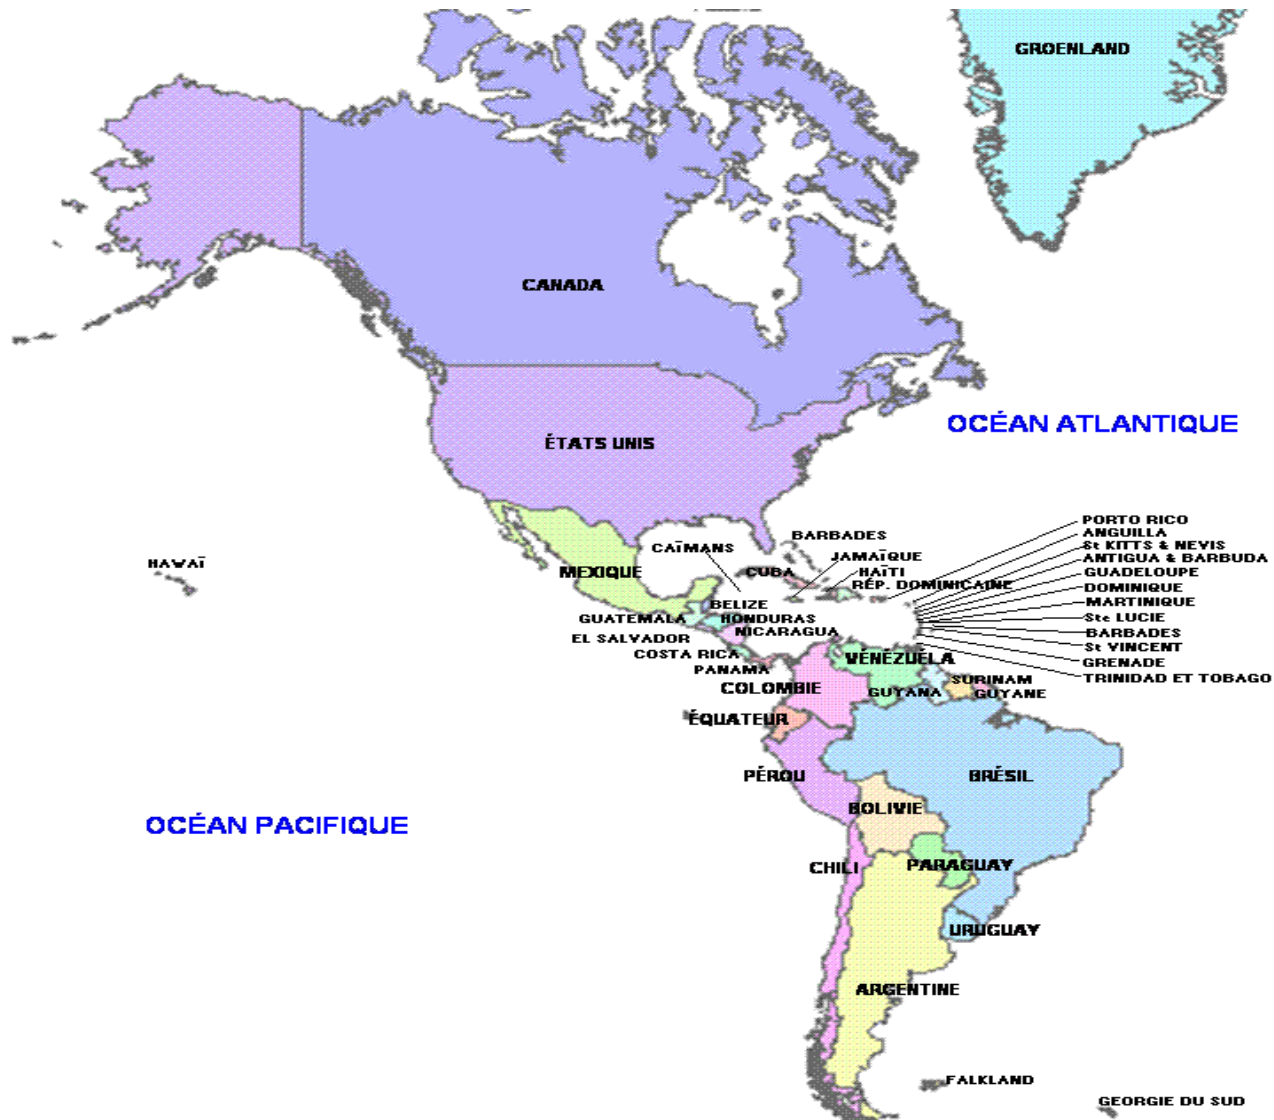 GROENLAND
CANADA
OCÉAN ATLANTIQUE
ÉTATS UNIS
PORTO RICO
ANGUILLA
BARBADES
St KITTS & NEVIS
CAÏMANS
JAMAÏQUE
ANTIGUA & BARBUDA
HAWAÏ
MEXIQUE
CUBA
HAÏTI
GUADELOUPE
RÉP. DOMINICAINE
DOMINIQUE
BELIZE
MARTINIQUE
GUATEMALA
HONDURAS
Ste LUCIE
NICARAGUA
BARBADES
EL SALVADOR
St VINCENT
COSTA RICA
VÉNÉZUÉLA
GRENADE
PANAMA
TRINIDAD ET TOBAGO
COLOMBIE
SURINAM
GUYANA
GUYANE
ÉQUATEUR
PÉROU
BRÉSIL
BOLIVIE
OCÉAN PACIFIQUE
CHILI
PARAGUAY
URUGUAY
ARGENTINE
FALKLAND
GEORGIE DU SUD